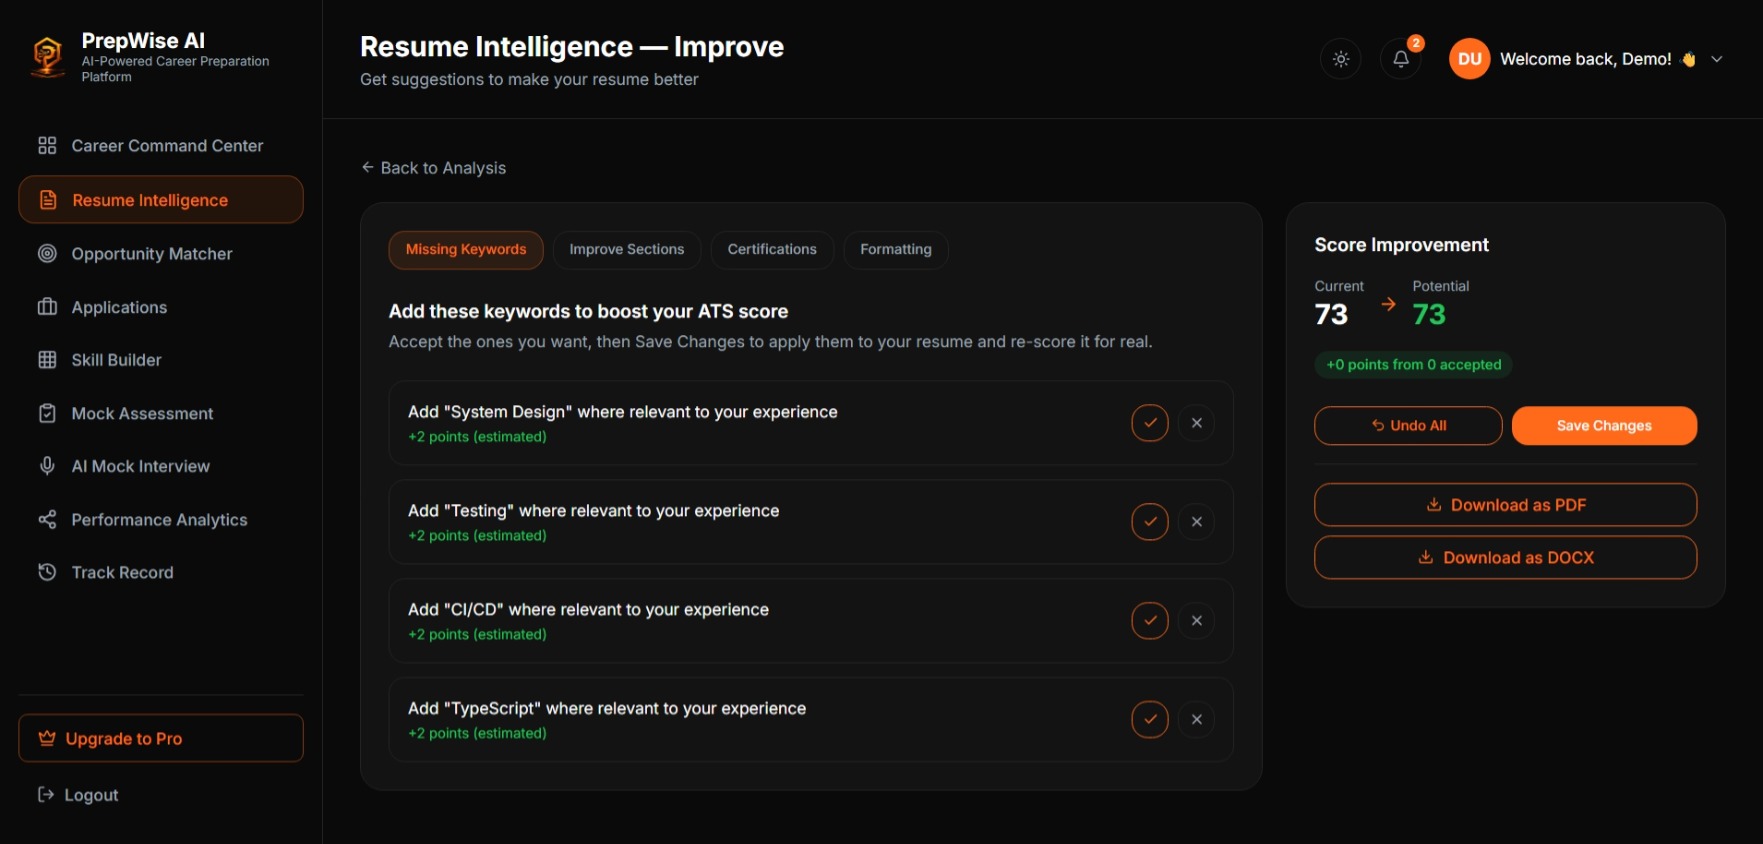 PrepWise AI
AI-Powered Career Preparation
Platform
Career Command Center
Resume Intelligence
Opportunity Matcher
Applications
Skill Builder
Mock Assessment
AI Mock Interview
Performance Analytics
Track Record
Upgrade to Pro
Logout
Resume Intelligence — Improve
Get suggestions to make your resume better
2
DU
Welcome back, Demo! 👋
← Back to Analysis
Missing Keywords
Improve Sections
Certifications
Formatting
Add these keywords to boost your ATS score
Accept the ones you want, then Save Changes to apply them to your resume and re-score it for real.
Add "System Design" where relevant to your experience
+2 points (estimated)
Add "Testing" where relevant to your experience
+2 points (estimated)
Add "CI/CD" where relevant to your experience
+2 points (estimated)
Add "TypeScript" where relevant to your experience
+2 points (estimated)
Score Improvement
Current
73
→
Potential
73
+0 points from 0 accepted
Undo All
Save Changes
Download as PDF
Download as DOCX